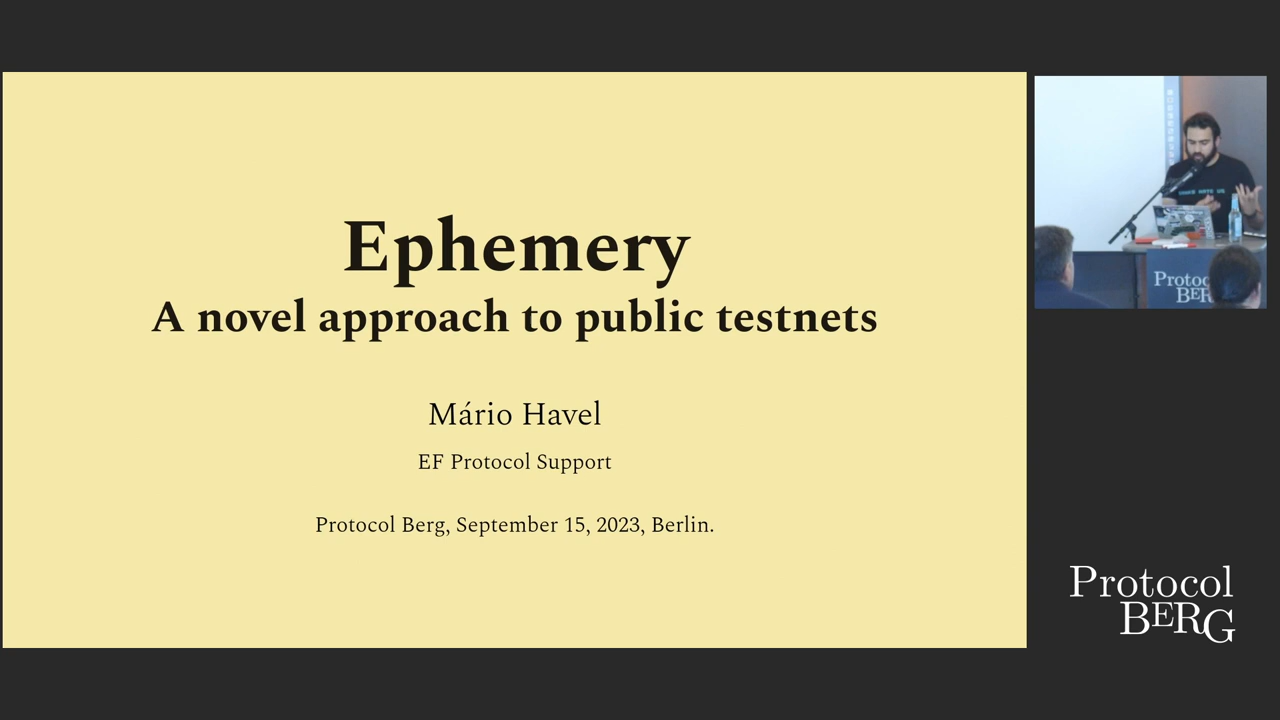 Ephemery
A novel approach to public testnets
Mário Havel
EF Protocol Support
Protocol Berg, September 15, 2023, Berlin.
Protocol
BERG